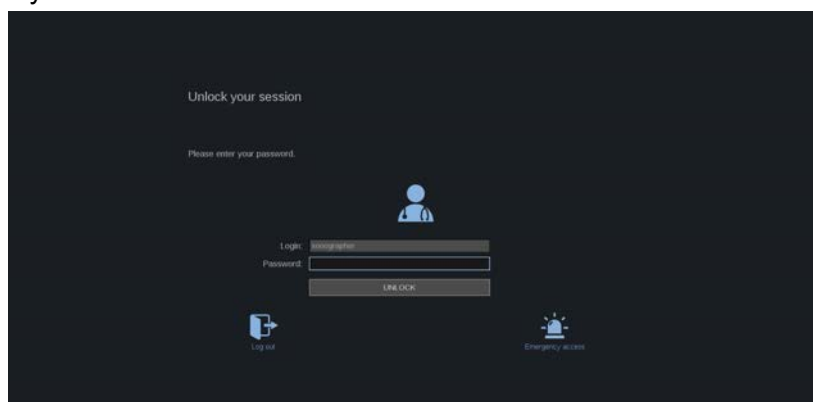 Unlock your session
Please enter your password.
Login: sonographer
Password:
UNLOCK
Log out
Emergency access